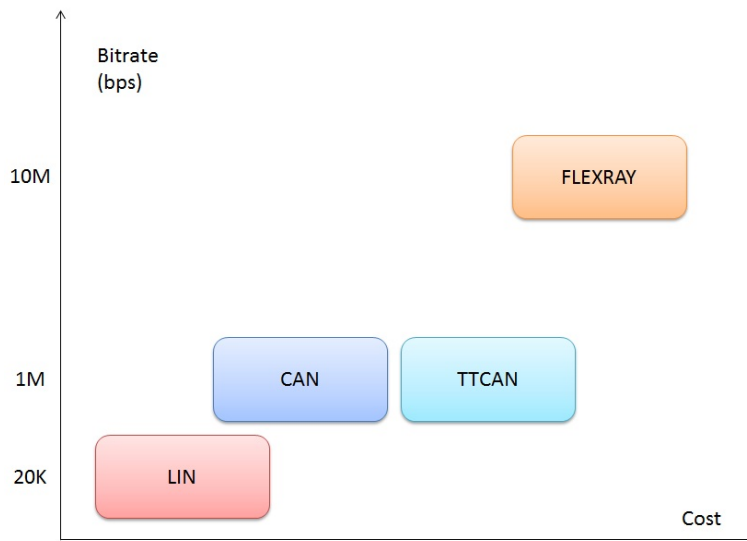 Bitrate
(bps)
10M
FLEXRAY
1M
CAN
TTCAN
20K
LIN
Cost